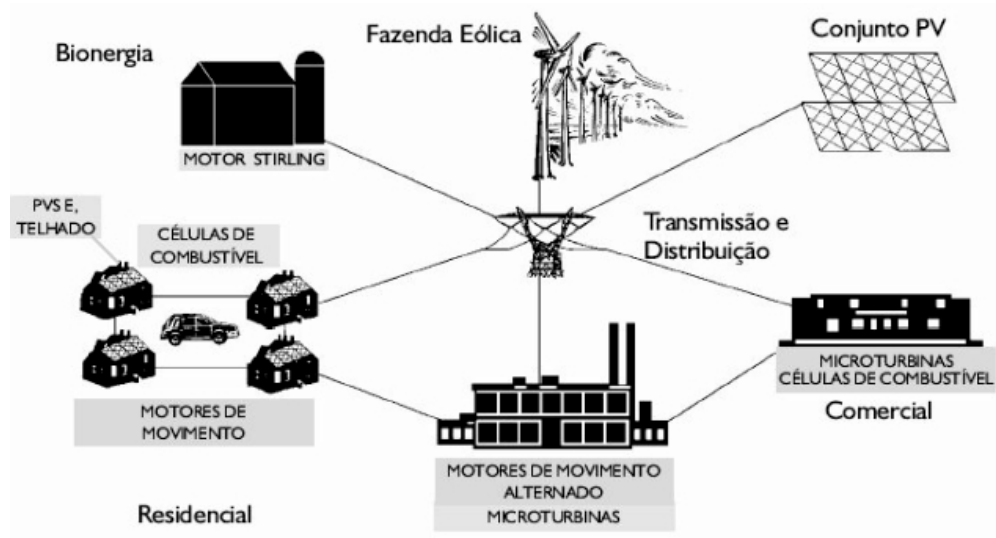 Bionergia
Fazenda Eólica
Conjunto PV
MOTOR STIRLING
PVS E,
TELHADO
CÉLULAS DE
COMBUSTÍVEL
Transmissão e
Distribuição
MICROTURBINAS
CÉLULAS DE COMBUSTÍVEL
Comercial
MOTORES DE
MOVIMENTO
MOTORES DE MOVIMENTO
ALTERNADO
MICROTURBINAS
Residencial